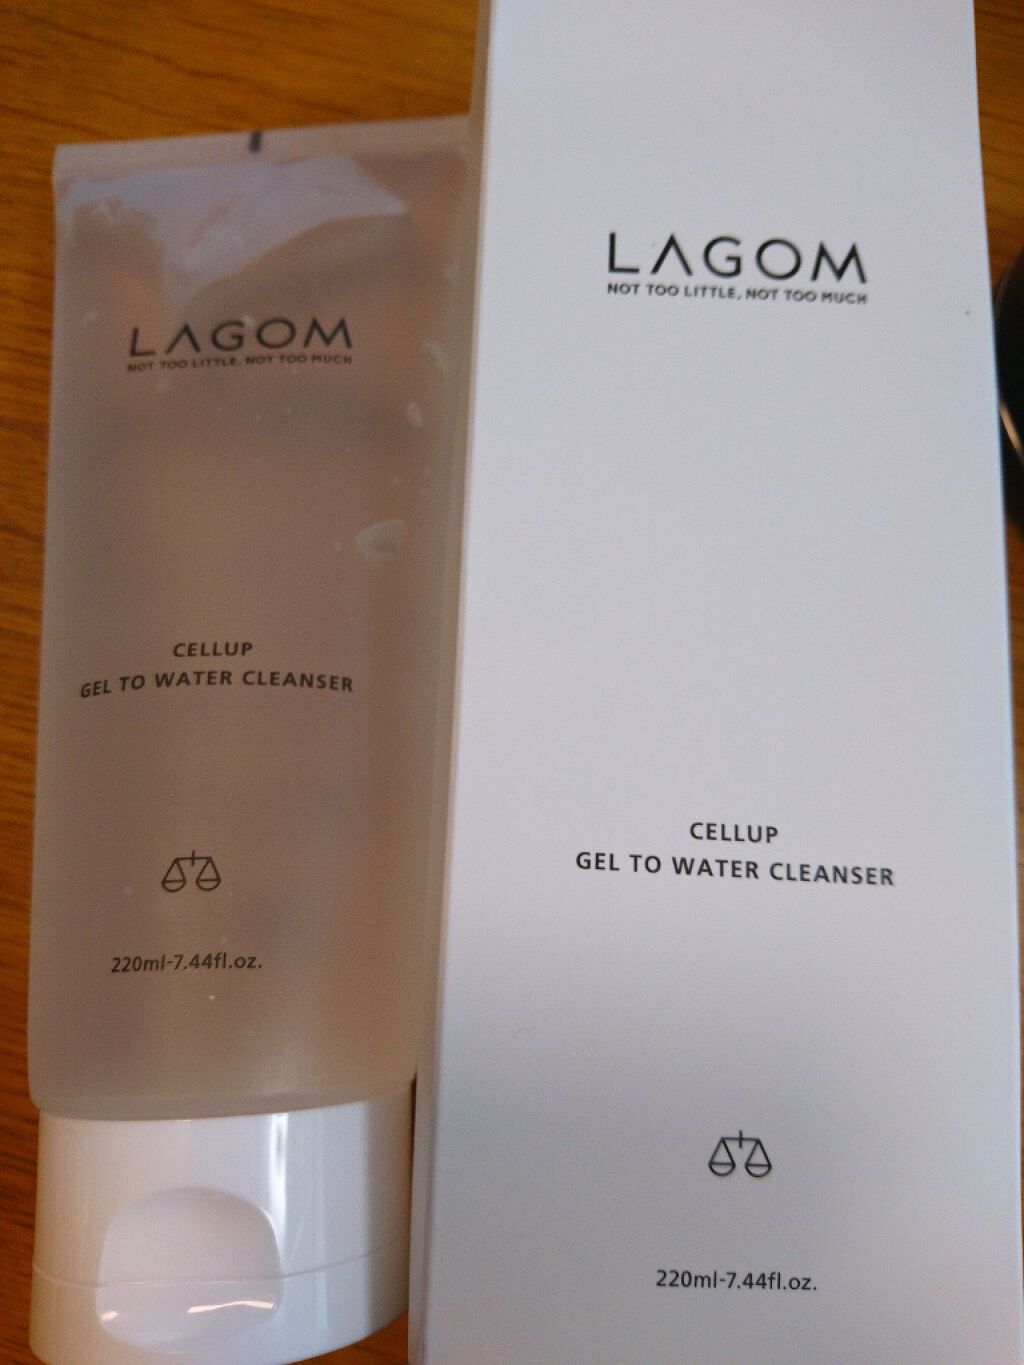 LAGOM
NOT TOO LITTLE, NOT TOO MUCH
CELLUP
GEL TO WATER CLEANSER
220ml-7.44fl.oz.
LAGOM
NOT TOO LITTLE, NOT TOO MUCH
CELLUP
GEL TO WATER CLEANSER
220ml-7.44fl.oz.